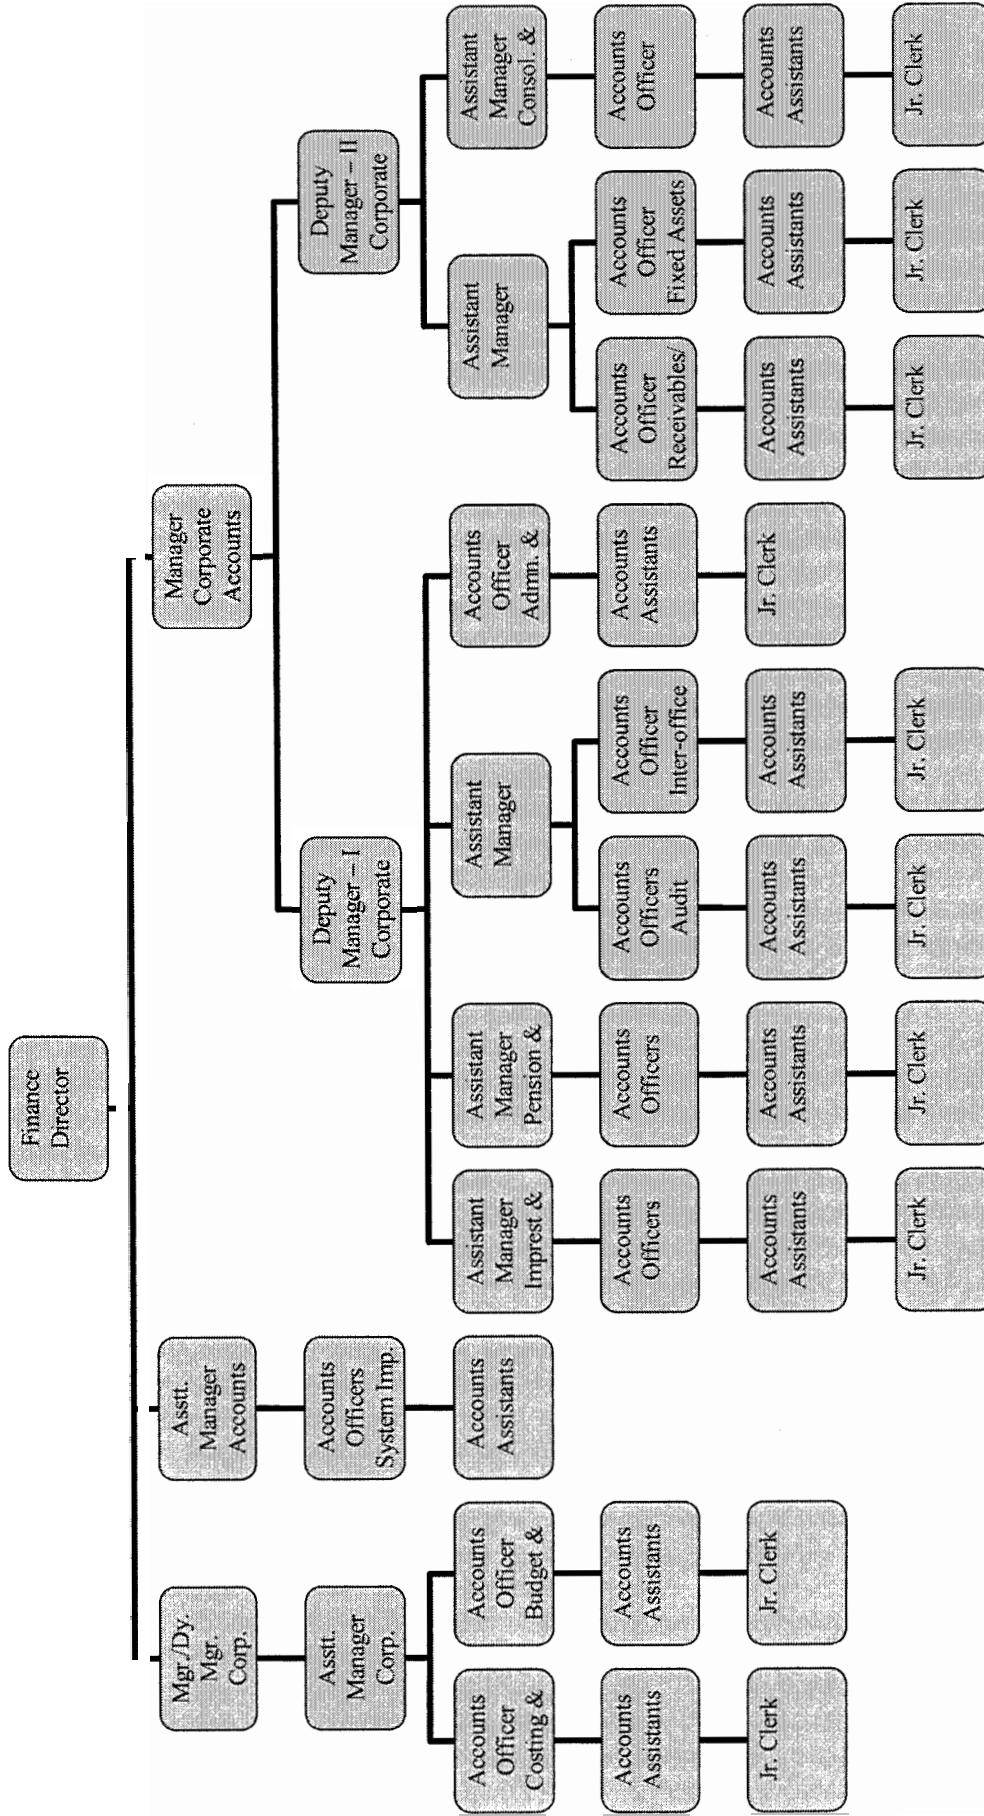 Finance
Director
Mgr./Dy.
Mgr.
Corp.
Asstt.
Manager
Accounts
Manager
Corporate
Accounts
Asstt.
Manager
Corp.
Accounts
Officers
System Imp.
Deputy
Manager – I
Corporate
Deputy
Manager – II
Corporate
Accounts
Officer
Costing &
Accounts
Officer
Budget &
Accounts
Assistants
Assistant
Manager
Imprest &
Assistant
Manager
Pension &
Assistant
Manager
Accounts
Officer
Admn. &
Assistant
Manager
Assistant
Manager
Consol. &
Accounts
Assistants
Accounts
Assistants
Accounts
Officers
Accounts
Officers
Accounts
Officers
Audit
Accounts
Officer
Inter-office
Accounts
Assistants
Accounts
Officer
Receivables/
Accounts
Officer
Fixed Assets
Accounts
Officer
Jr. Clerk
Jr. Clerk
Accounts
Assistants
Accounts
Assistants
Accounts
Assistants
Accounts
Assistants
Jr. Clerk
Accounts
Assistants
Accounts
Assistants
Accounts
Assistants
Jr. Clerk
Jr. Clerk
Jr. Clerk
Jr. Clerk
Jr. Clerk
Jr. Clerk
Jr. Clerk